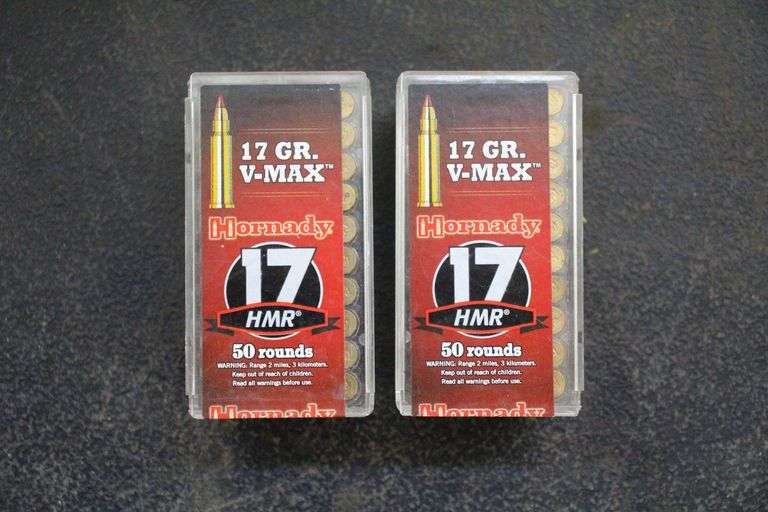 17 GR.
V-MAX™
Hornady
17
HMR®
50 rounds
WARNING: Range 2 miles, 3 kilometers.
Keep out of reach of children.
Read all warnings before use.
Hornady
17 GR.
V-MAX™
Hornady
17
HMR®
50 rounds
WARNING: Range 2 miles, 3 kilometers.
Keep out of reach of children.
Read all warnings before use.
Hornady